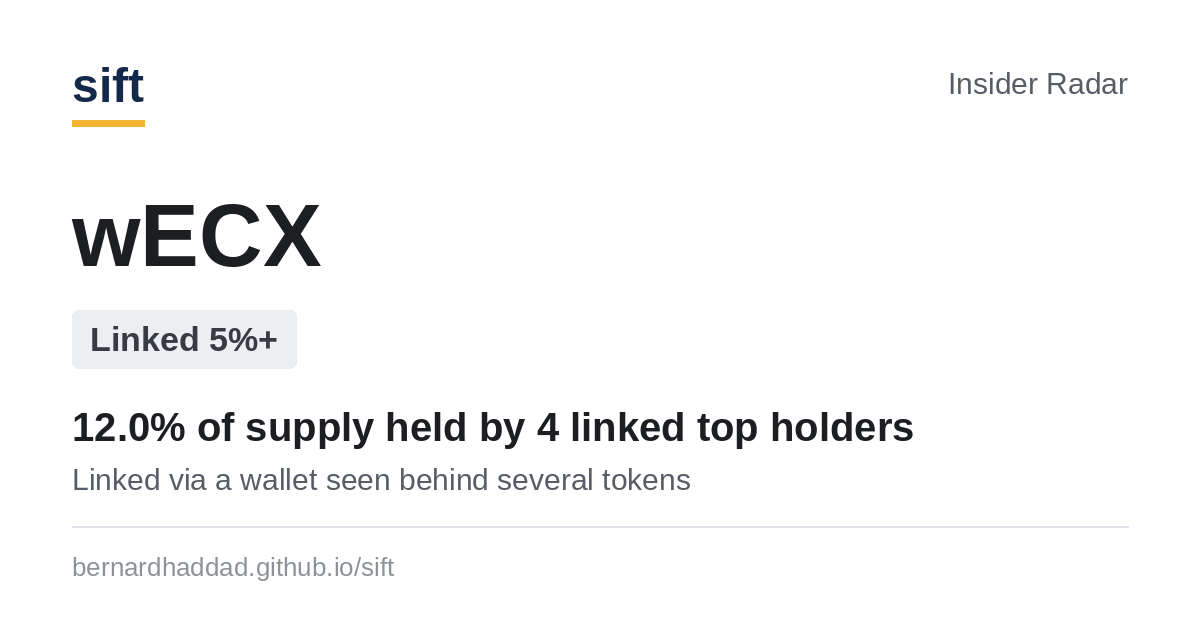 sift
Insider Radar
wECX
Linked 5%+
12.0% of supply held by 4 linked top holders
Linked via a wallet seen behind several tokens
bernardhaddad.github.io/sift